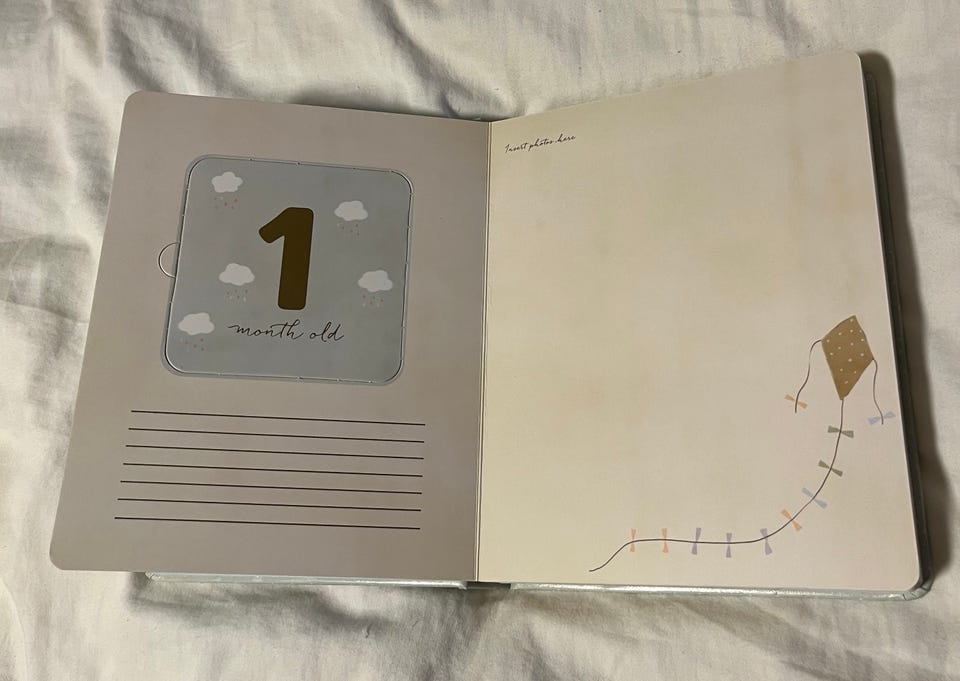 1
month old
Insert photos here